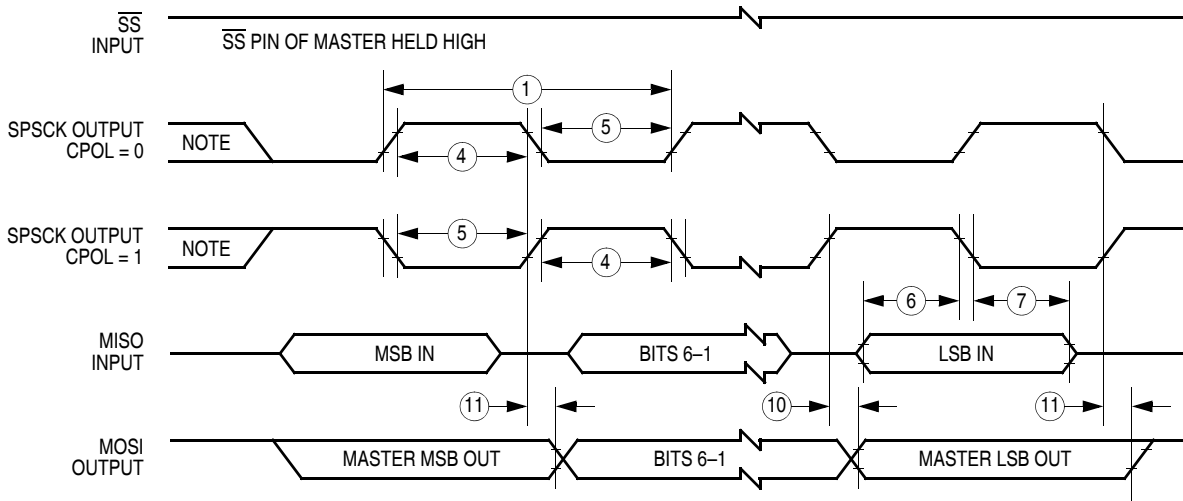 SS
INPUT
SS PIN OF MASTER HELD HIGH
1
SPSCK OUTPUT
CPOL = 0
NOTE
4
5
SPSCK OUTPUT
CPOL = 1
NOTE
5
4
6
7
MISO
INPUT
MSB IN
BITS 6–1
LSB IN
11
10
11
MOSI
OUTPUT
MASTER MSB OUT
BITS 6–1
MASTER LSB OUT